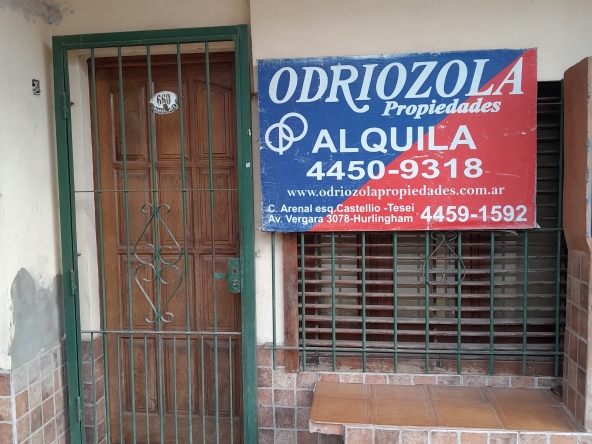 660
ODRIOZOLA
Propiedades
ALQUILA
4450-9318
www.odriozolapropiedades.com.ar
C. Arenal esq.Castellio -Tesei
Av. Vergara 3078-Hurlingham 4459-1592